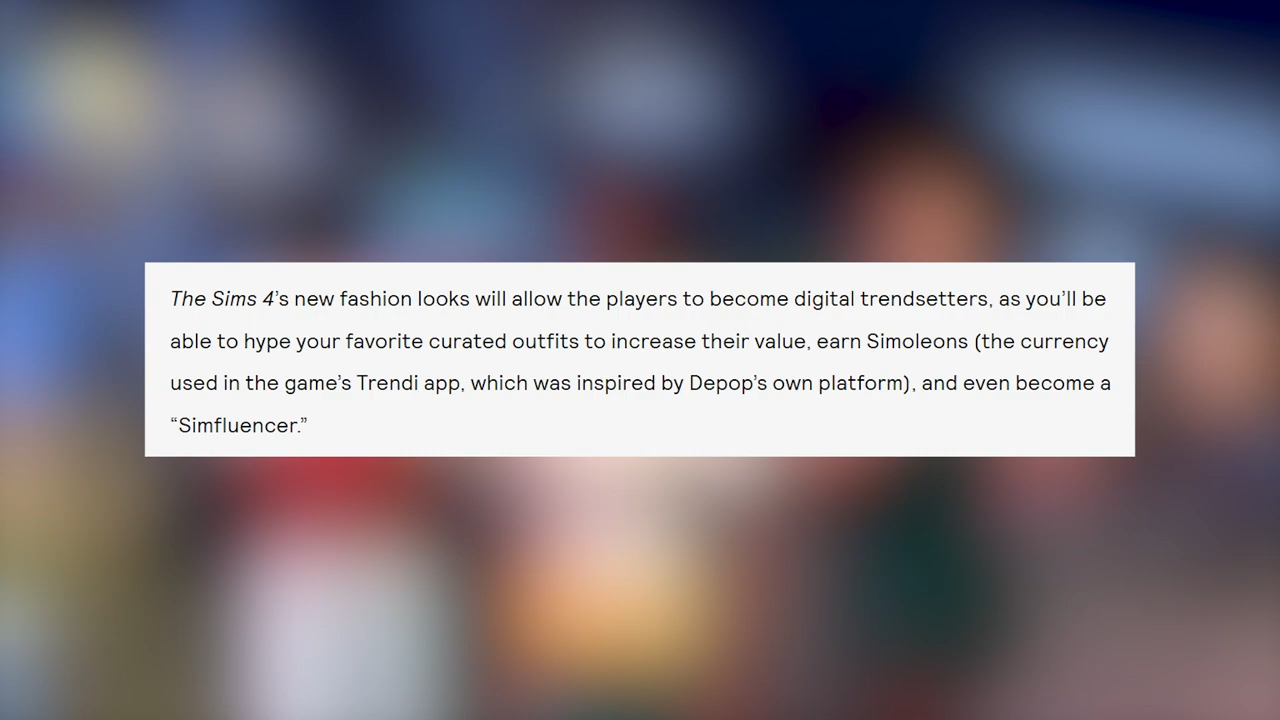 The Sims 4’s new fashion looks will allow the players to become digital trendsetters, as you’ll be
able to hype your favorite curated outfits to increase their value, earn Simoleons (the currency
used in the game’s Trendi app, which was inspired by Depop’s own platform), and even become a
“Simfluencer.”